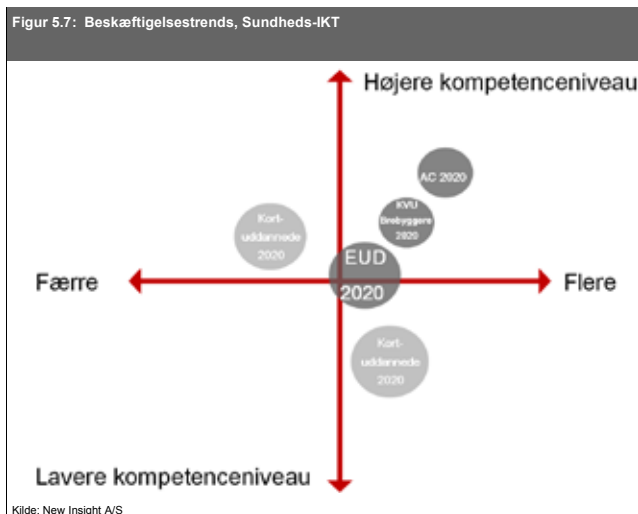 Figur 5.7: Beskæftigelsestrends, Sundheds-IKT
Højere kompetenceniveau
AC 2020
KVU
Brobyggere
2020
Kort-
uddannede
2020
EUD
2020
Færre
Flere
Kort-
uddannede
2020
Lavere kompetenceniveau
Kilde: New Insight A/S